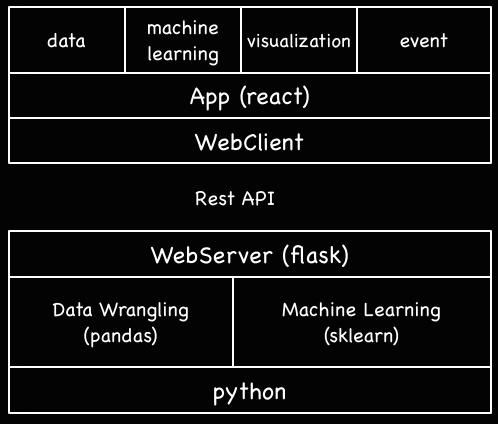 data
machine
learning
visualization
event
App (react)
WebClient
Rest API
WebServer (flask)
Data Wrangling
(pandas)
Machine Learning
(sklearn)
python